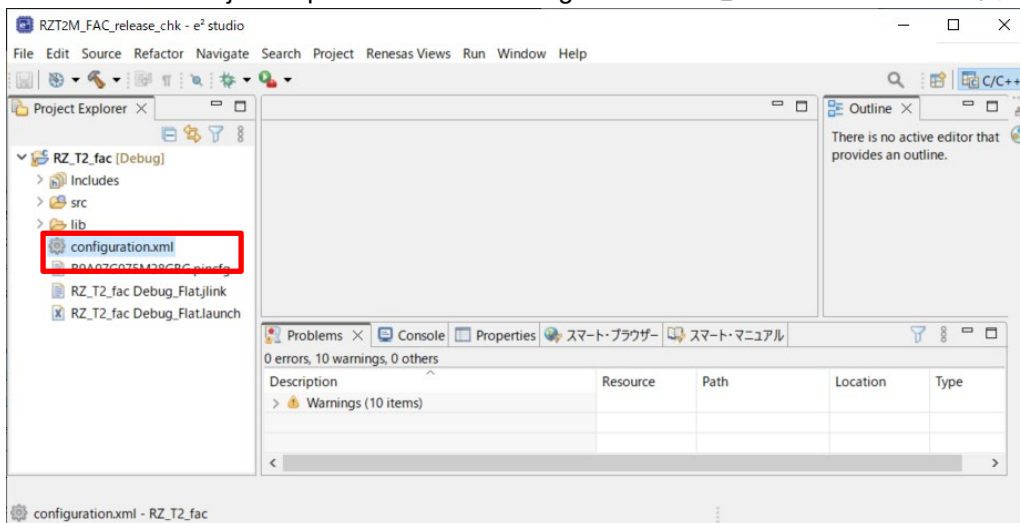 RZT2M_FAC_release_chk - e² studio
File Edit Source Refactor Navigate Search Project Renesas Views Run Window Help
C/C++
Project Explorer
Outline
There is no active editor that
provides an outline.
RZ_T2_fac [Debug]
Includes
src
lib
configuration.xml
RZ_T2_fac Debug_Flat.jlink
RZ_T2_fac Debug_Flat.launch
Problems Console Properties スマート・ブラウザー スマート・マニュアル
0 errors, 10 warnings, 0 others
Description Resource Path Location Type
Warnings (10 items)
configuration.xml - RZ_T2_fac